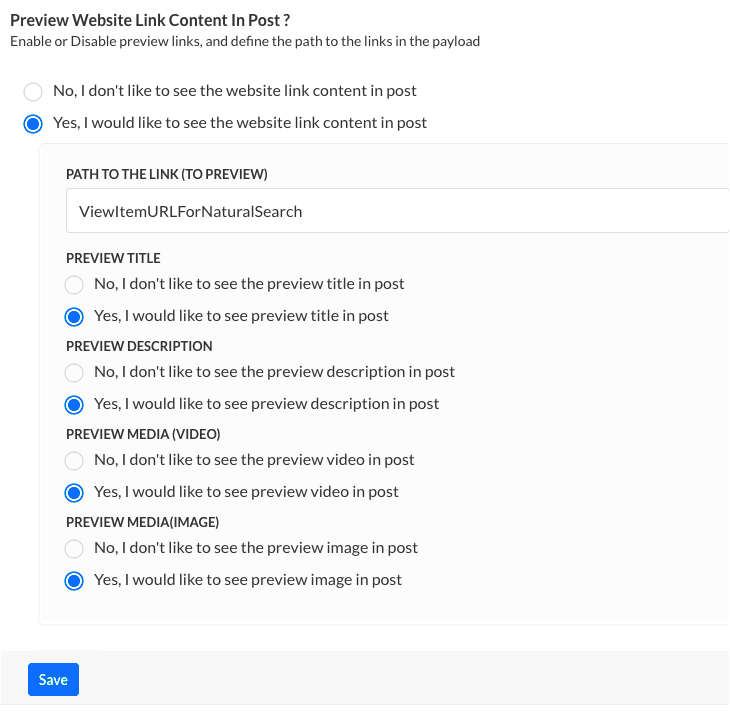 Preview Website Link Content In Post ?
Enable or Disable preview links, and define the path to the links in the payload
No, I don't like to see the website link content in post
Yes, I would like to see the website link content in post
PATH TO THE LINK (TO PREVIEW)
ViewItemURLForNaturalSearch
PREVIEW TITLE
No, I don't like to see the preview title in post
Yes, I would like to see preview title in post
PREVIEW DESCRIPTION
No, I don't like to see the preview description in post
Yes, I would like to see preview description in post
PREVIEW MEDIA (VIDEO)
No, I don't like to see the preview video in post
Yes, I would like to see preview video in post
PREVIEW MEDIA(IMAGE)
No, I don't like to see the preview image in post
Yes, I would like to see preview image in post
Save